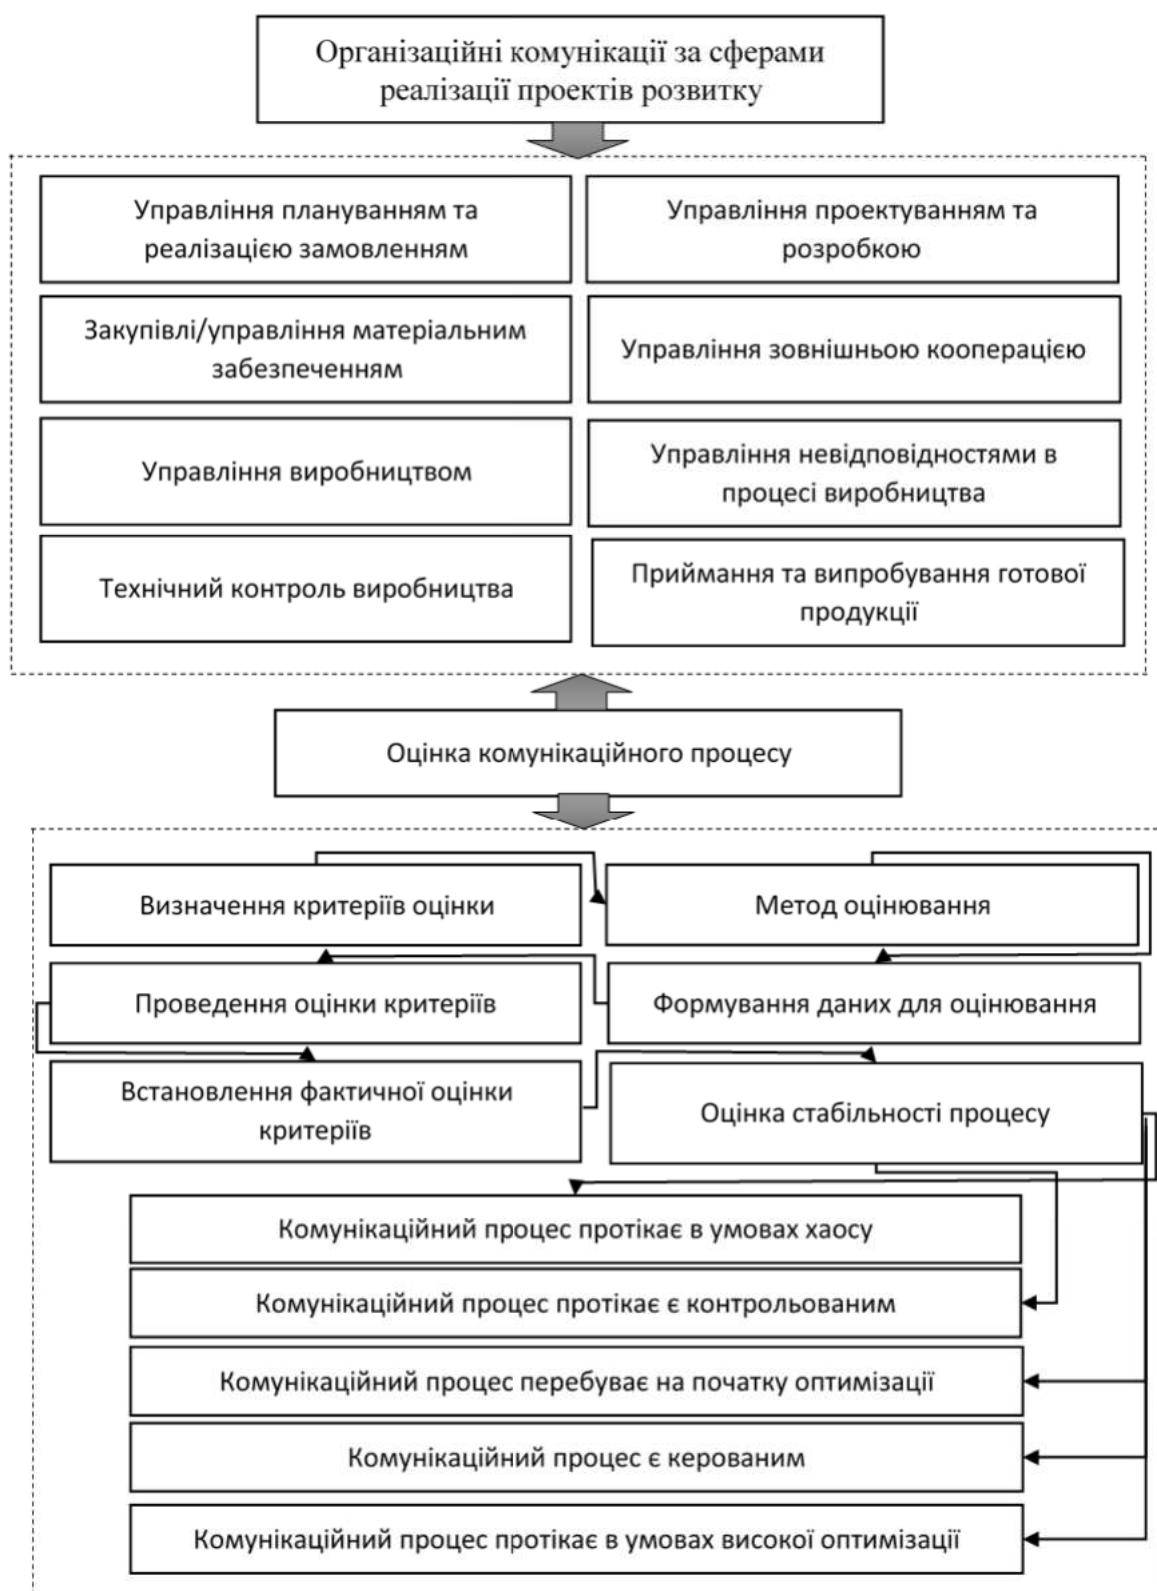 Організаційні комунікації за сферами
реалізації проектів розвитку
Управління плануванням та
реалізацією замовленням
Управління проектуванням та
розробкою
Закупівлі/управління матеріальним
забезпеченням
Управління зовнішньою кооперацією
Управління виробництвом
Управління невідповідностями в
процесі виробництва
Технічний контроль виробництва
Приймання та випробування готової
продукції
Оцінка комунікаційного процесу
Визначення критеріїв оцінки
Метод оцінювання
Проведення оцінки критеріїв
Формування даних для оцінювання
Встановлення фактичної оцінки
критеріїв
Оцінка стабільності процесу
Комунікаційний процес протікає в умовах хаосу
Комунікаційний процес протікає є контрольованим
Комунікаційний процес перебуває на початку оптимізації
Комунікаційний процес є керованим
Комунікаційний процес протікає в умовах високої оптимізації